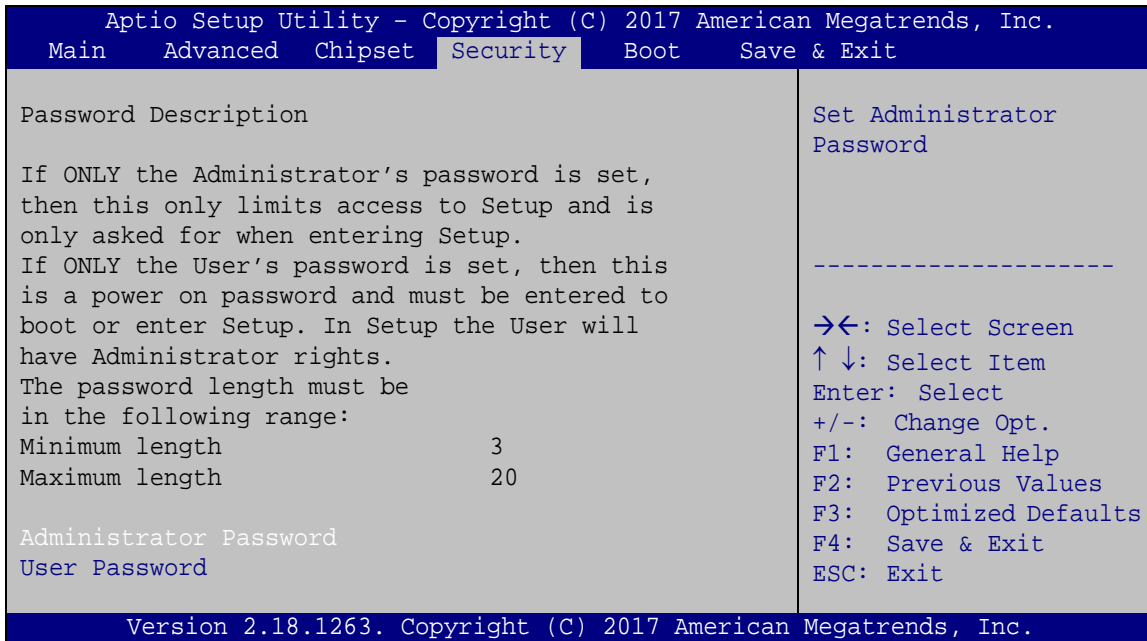 Aptio Setup Utility – Copyright (C) 2017 American Megatrends, Inc.
Main Advanced Chipset Security Boot Save & Exit
Password Description
If ONLY the Administrator's password is set,
then this only limits access to Setup and is
only asked for when entering Setup.
If ONLY the User's password is set, then this
is a power on password and must be entered to
boot or enter Setup. In Setup the User will
have Administrator rights.
The password length must be
in the following range:
Minimum length 3
Maximum length 20
Administrator Password
User Password
Set Administrator
Password
---------------------
→←: Select Screen
↑ ↓: Select Item
Enter: Select
+/-: Change Opt.
F1: General Help
F2: Previous Values
F3: Optimized Defaults
F4: Save & Exit
ESC: Exit
Version 2.18.1263. Copyright (C) 2017 American Megatrends, Inc.